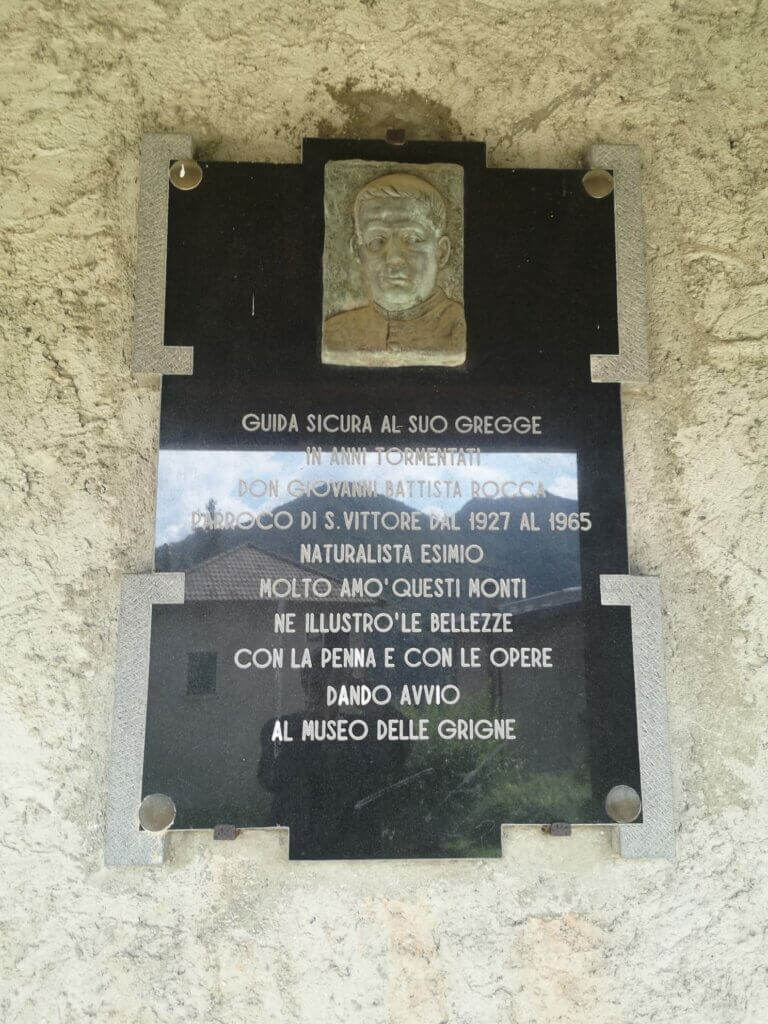 GUIDA SICURA AL SUO GREGGE
IN ANNI TORMENTATI
DON GIOVANNI BATTISTA ROCCA
PARROCO DI S. VITTORE DAL 1927 AL 1965
NATURALISTA ESIMIO
MOLTO AMO' QUESTI MONTI
NE ILLUSTRO' LE BELLEZZE
CON LA PENNA E CON LE OPERE
DANDO AVVIO
AL MUSEO DELLE GRIGNE